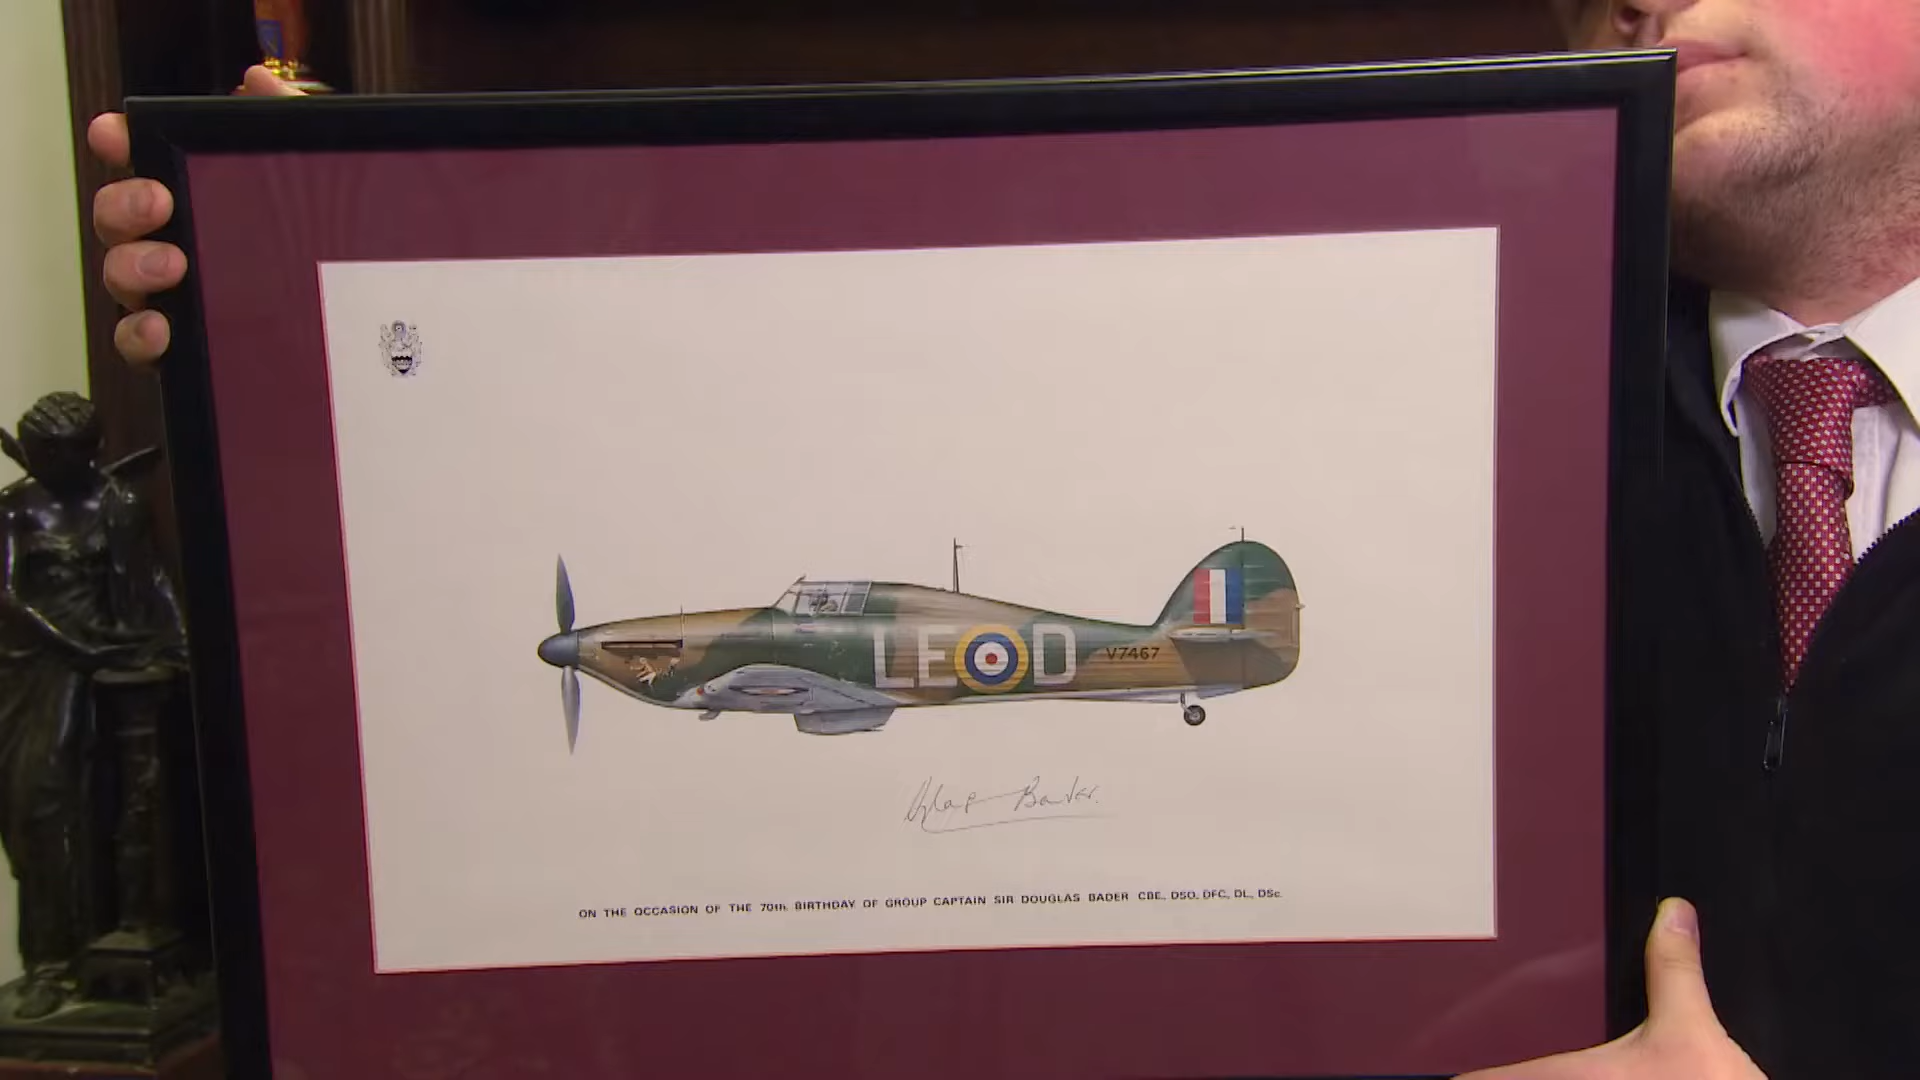 LE D V7467
Douglas Bader.
ON THE OCCASION OF THE 70th. BIRTHDAY OF GROUP CAPTAIN SIR DOUGLAS BADER CBE, DSO, DFC, DL, DSc.